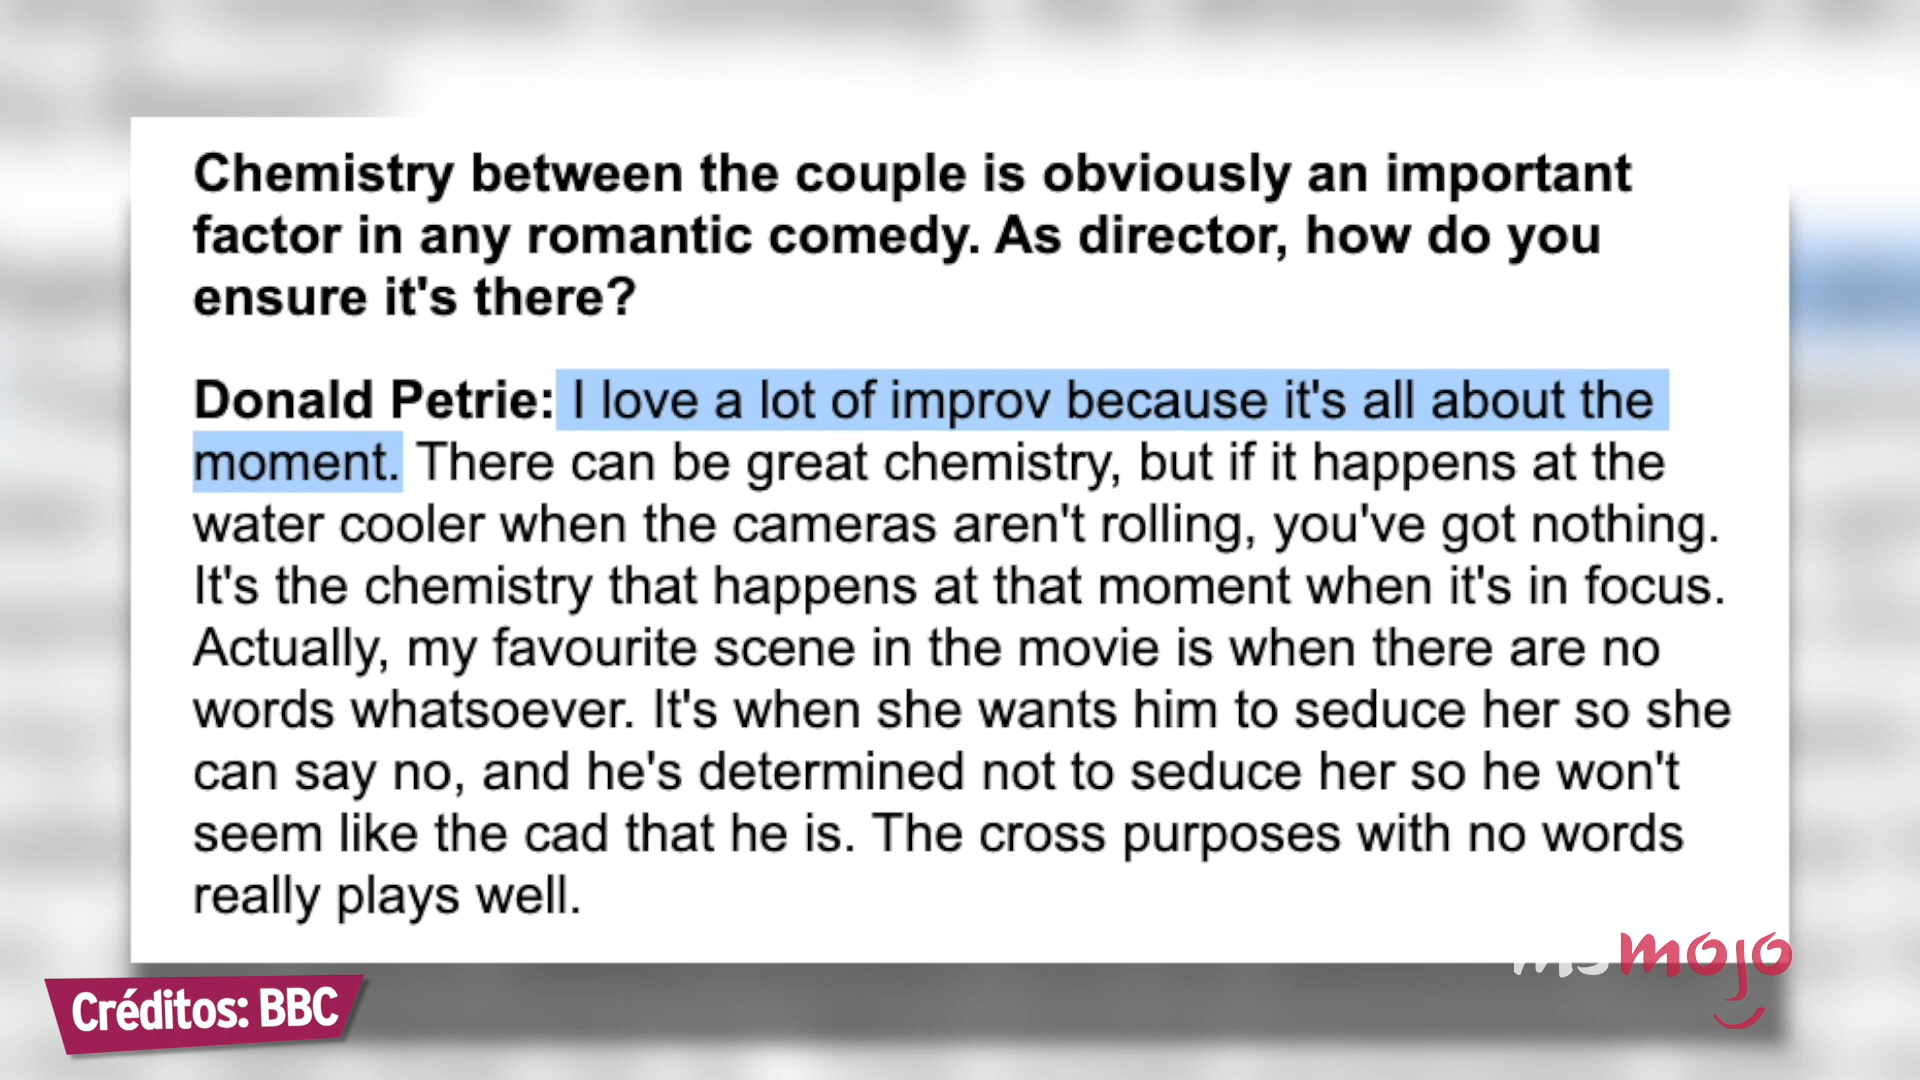 Chemistry between the couple is obviously an important
factor in any romantic comedy. As director, how do you
ensure it's there?
Donald Petrie: I love a lot of improv because it's all about the
moment. There can be great chemistry, but if it happens at the
water cooler when the cameras aren't rolling, you've got nothing.
It's the chemistry that happens at that moment when it's in focus.
Actually, my favourite scene in the movie is when there are no
words whatsoever. It's when she wants him to seduce her so she
can say no, and he's determined not to seduce her so he won't
seem like the cad that he is. The cross purposes with no words
really plays well.
msmojo
Créditos: BBC